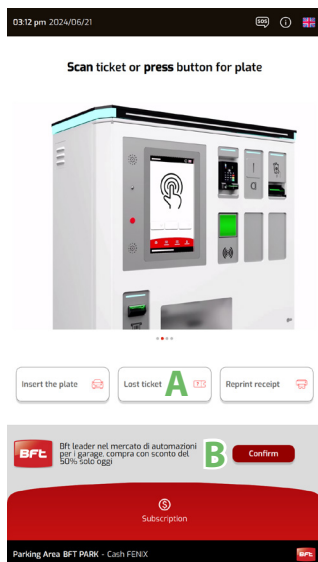 03:12 pm 2024/06/21
SOS
Scan ticket or press button for plate
BFT
Insert the plate
Lost ticket
A
Reprint receipt
BFT
Bft leader nel mercato di automazioni
per i garage, compra con sconto del
50% solo oggi
B
Confirm
Subscription
Parking Area BFT PARK - Cash FENIX
BFT